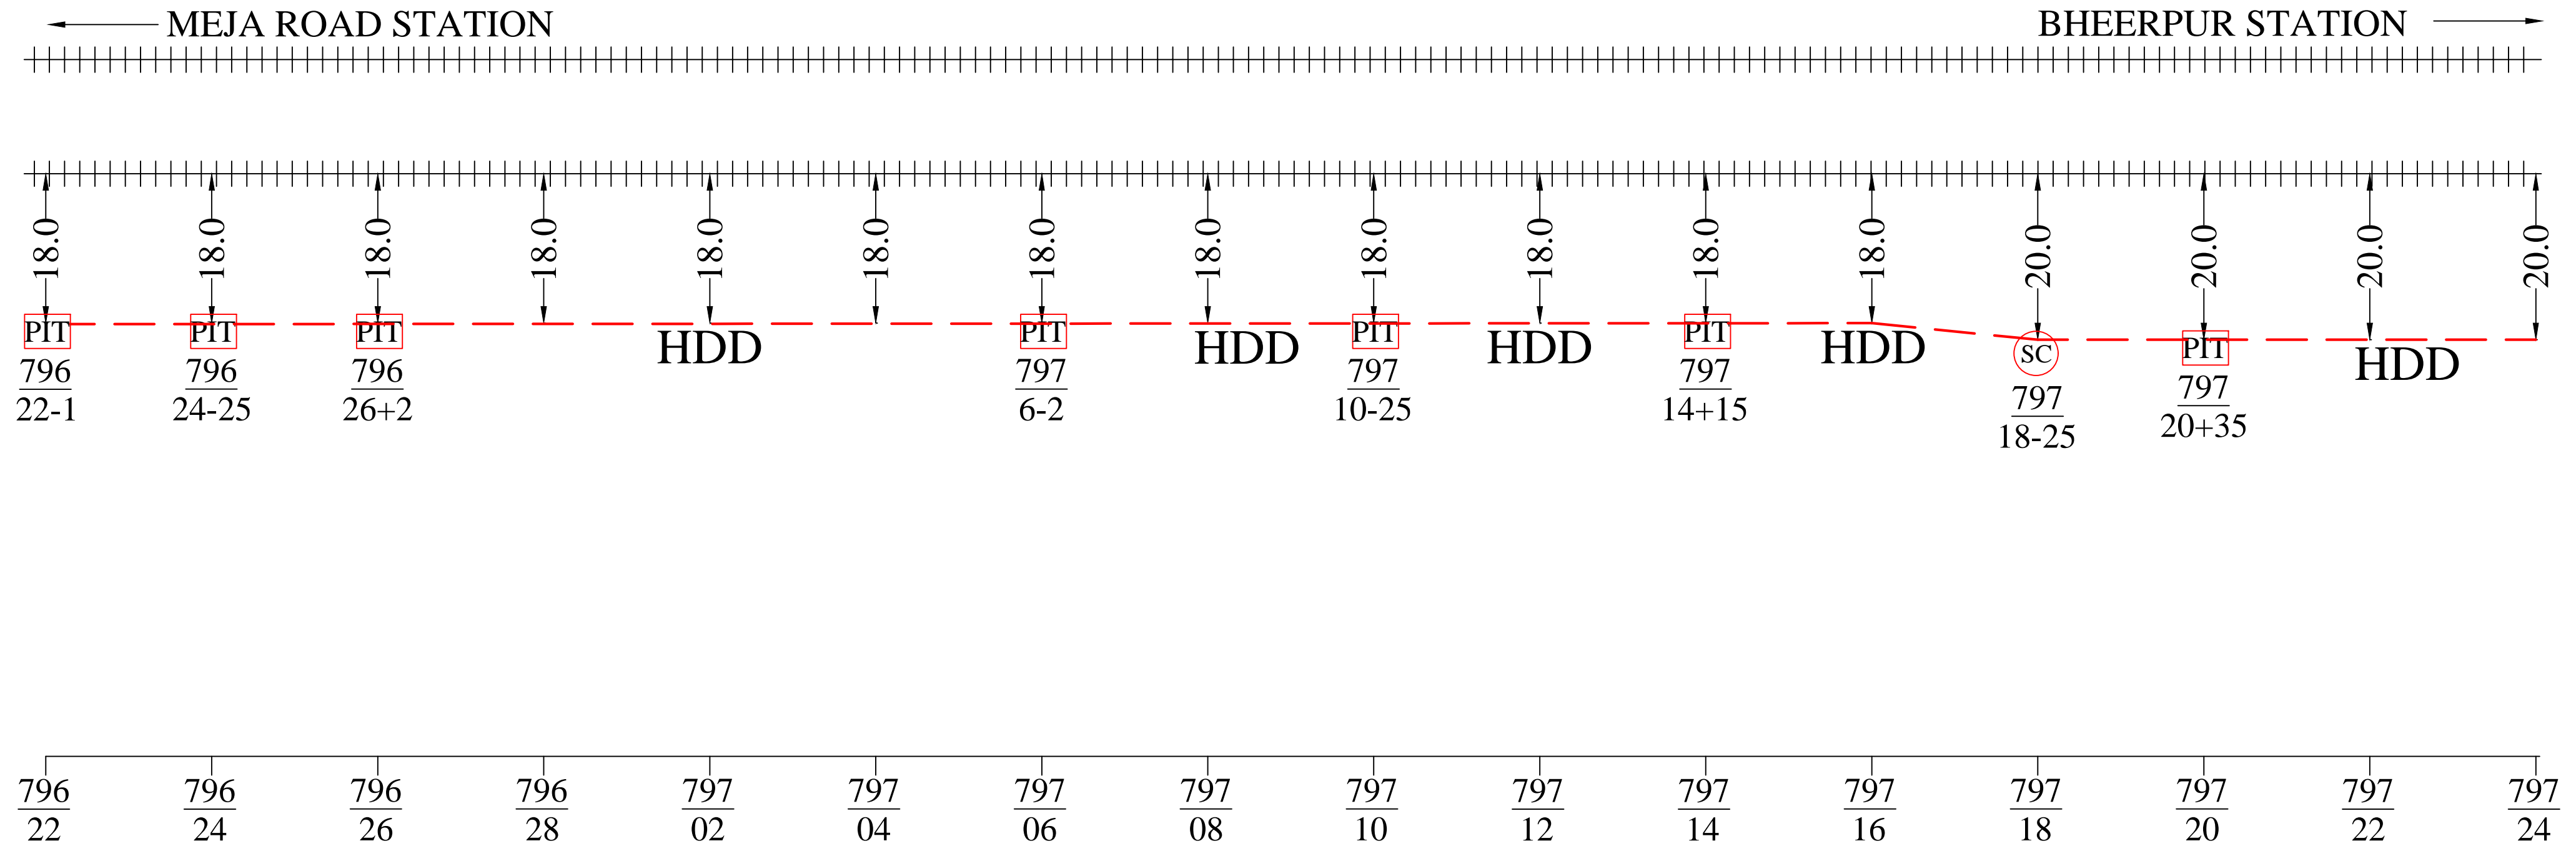 MEJA ROAD STATION
BHEERPUR STATION
18.0 18.0 18.0 18.0 18.0 18.0 18.0 18.0 18.0 18.0 18.0 18.0 20.0 20.0 20.0 20.0
PIT PIT PIT HDD PIT HDD PIT HDD PIT HDD SC PIT HDD
796 796 796 797 797 797 797 797
22-1 24-25 26+2 6-2 10-25 14+15 18-25 20+35
796 796 796 796 797 797 797 797 797 797 797 797 797 797 797 797
22 24 26 28 02 04 06 08 10 12 14 16 18 20 22 24